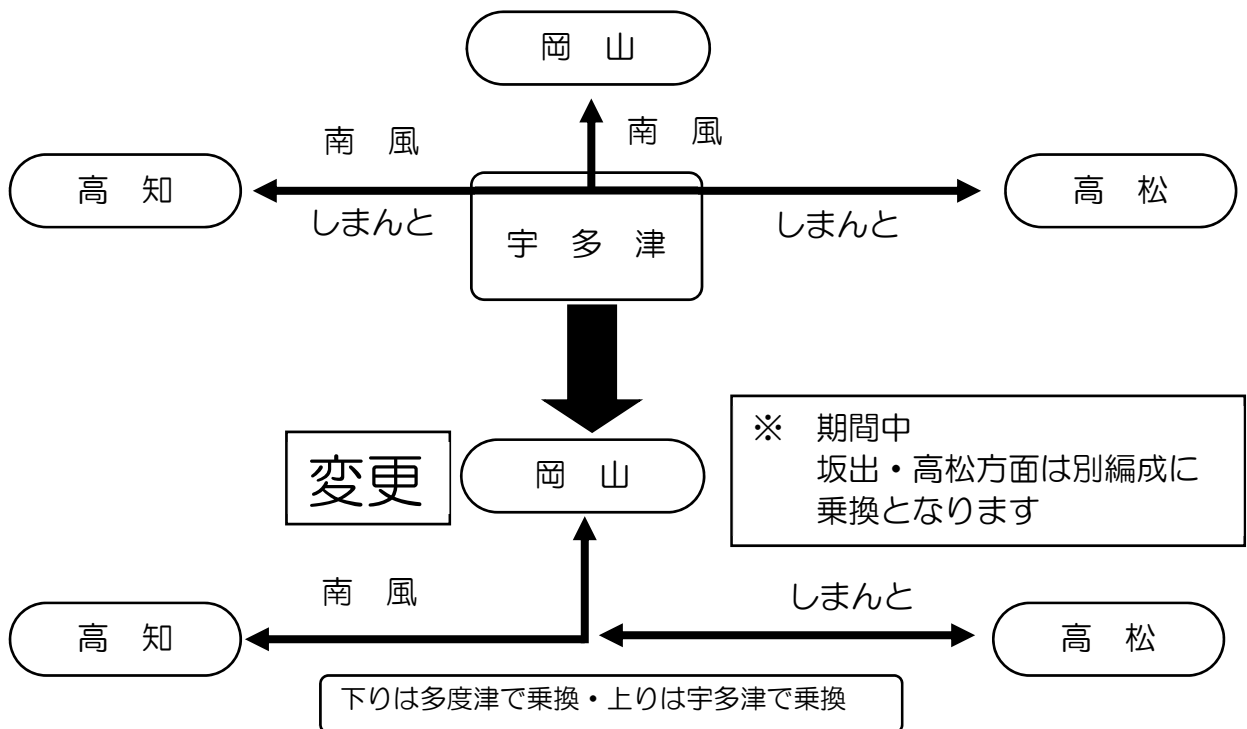 岡　山
南　風
南　風
高　知
高　松
しまんと
しまんと
宇　多　津
変更
岡　山
※　期間中
坂出・高松方面は別編成に
乗換となります
南　風
しまんと
高　知
高　松
下りは多度津で乗換・上りは宇多津で乗換